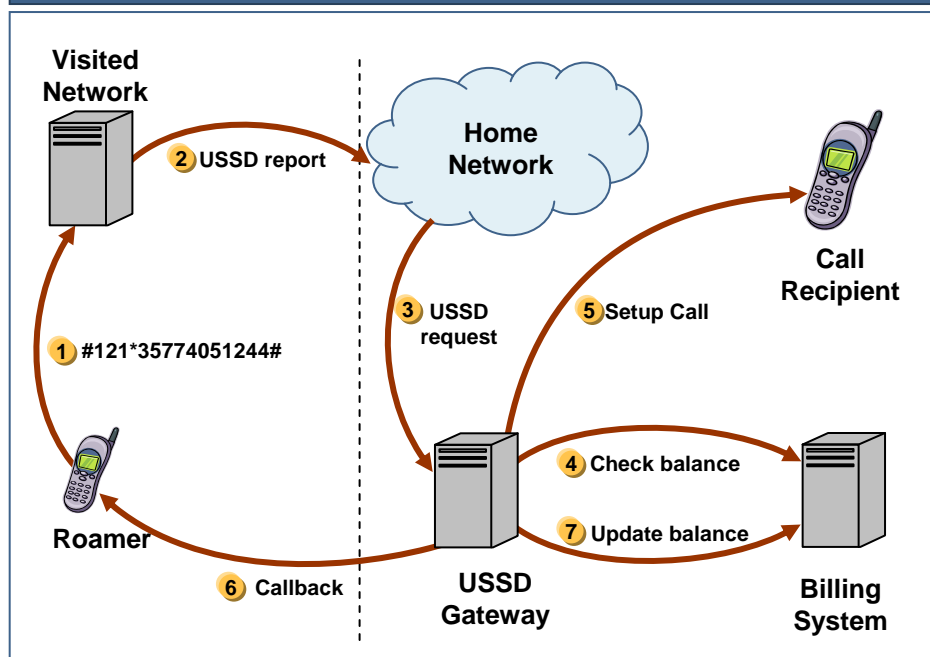 Visited
Network
2 USSD report
Home
Network
Call
Recipient
3 USSD
request
5 Setup Call
1 #121*35774051244#
4 Check balance
Roamer
7 Update balance
6 Callback
USSD
Gateway
Billing
System